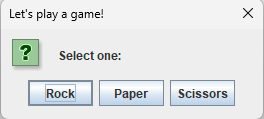 Let's play a game!
?
Select one:
Rock Paper Scissors